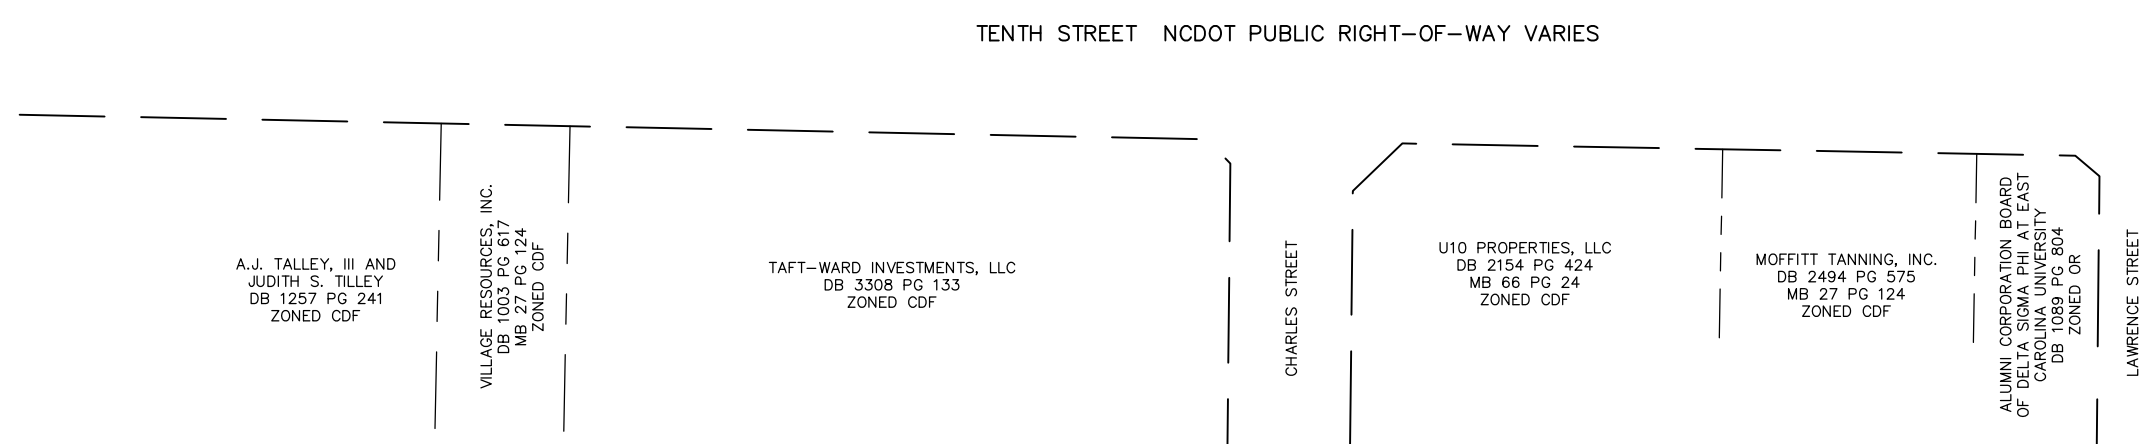 TENTH STREET NCDOT PUBLIC RIGHT-OF-WAY VARIES
A.J. TALLEY, III AND
JUDITH S. TILLEY
DB 1257 PG 241
ZONED CDF
VILLAGE RESOURCES, INC.
DB 1003 PG 617
MB 27 PG 124
ZONED CDF
TAFT-WARD INVESTMENTS, LLC
DB 3308 PG 133
ZONED CDF
CHARLES STREET
U10 PROPERTIES, LLC
DB 2154 PG 424
MB 66 PG 24
ZONED CDF
MOFFITT TANNING, INC.
DB 2494 PG 575
MB 27 PG 124
ZONED CDF
ALUMNI CORPORATION BOARD
OF DELTA SIGMA PHI AT EAST
CAROLINA UNIVERSITY
DB 1089 PG 804
ZONED OR
LAWRENCE STREET